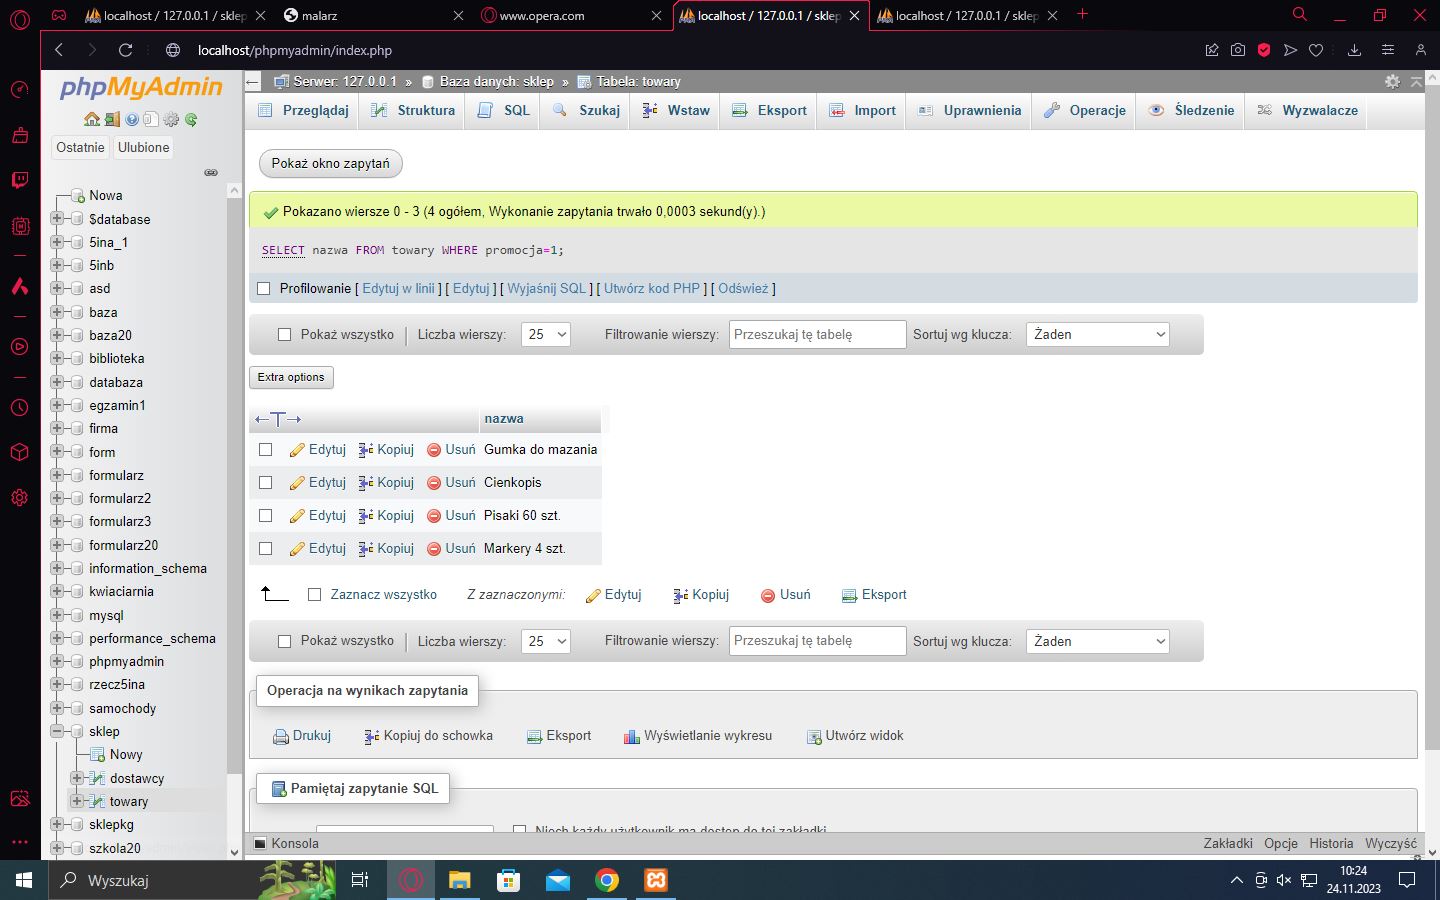 localhost / 127.0.0.1 / sklep
malarz
www.opera.com
localhost / 127.0.0.1 / sklep
localhost / 127.0.0.1 / sklep
localhost/phpmyadmin/index.php
phpMyAdmin
Ostatnie Ulubione
Nowa
$database
5ina_1
5inb
asd
baza
baza20
biblioteka
databaza
egzamin1
firma
form
formularz
formularz2
formularz3
formularz20
information_schema
kwiaciarnia
mysql
performance_schema
phpmyadmin
rzecz5ina
samochody
sklep
Nowy
dostawcy
towary
sklepkg
szkola20
Serwer: 127.0.0.1 » Baza danych: sklep » Tabela: towary
Przeglądaj Struktura SQL Szukaj Wstaw Eksport Import Uprawnienia Operacje Śledzenie Wyzwalacze
Pokaż okno zapytań
Pokazano wiersze 0 - 3 (4 ogółem, Wykonanie zapytania trwało 0,0003 sekund(y).)
SELECT nazwa FROM towary WHERE promocja=1;
Profilowanie [ Edytuj w linii ] [ Edytuj ] [ Wyjaśnij SQL ] [ Utwórz kod PHP ] [ Odśwież ]
Pokaż wszystko Liczba wierszy: 25 Filtrowanie wierszy: Przeszukaj tę tabelę Sortuj wg klucza: Żaden
Extra options
←T→ nazwa
Edytuj Kopiuj Usuń Gumka do mazania
Edytuj Kopiuj Usuń Cienkopis
Edytuj Kopiuj Usuń Pisaki 60 szt.
Edytuj Kopiuj Usuń Markery 4 szt.
Zaznacz wszystko Z zaznaczonymi: Edytuj Kopiuj Usuń Eksport
Pokaż wszystko Liczba wierszy: 25 Filtrowanie wierszy: Przeszukaj tę tabelę Sortuj wg klucza: Żaden
Operacja na wynikach zapytania
Drukuj Kopiuj do schowka Eksport Wyświetlanie wykresu Utwórz widok
Pamiętaj zapytanie SQL
Niech każdy użytkownik ma dostęp do tej zakładki
Konsola Zakładki Opcje Historia Wyczyść
Wyszukaj
10:24
24.11.2023